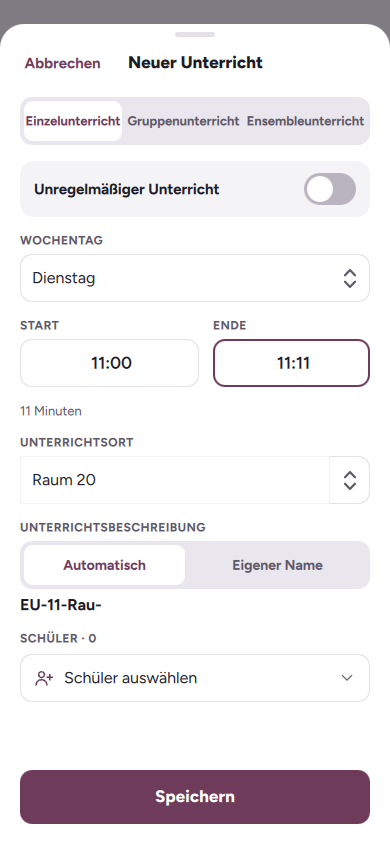 Abbrechen Neuer Unterricht
Einzelunterricht Gruppenunterricht Ensembleunterricht
Unregelmäßiger Unterricht
WOCHENTAG
Dienstag
START ENDE
11:00 11:11
11 Minuten
UNTERRICHTSORT
Raum 20
UNTERRICHTSBESCHREIBUNG
Automatisch Eigener Name
EU-11-Rau-
SCHÜLER · 0
Schüler auswählen
Speichern